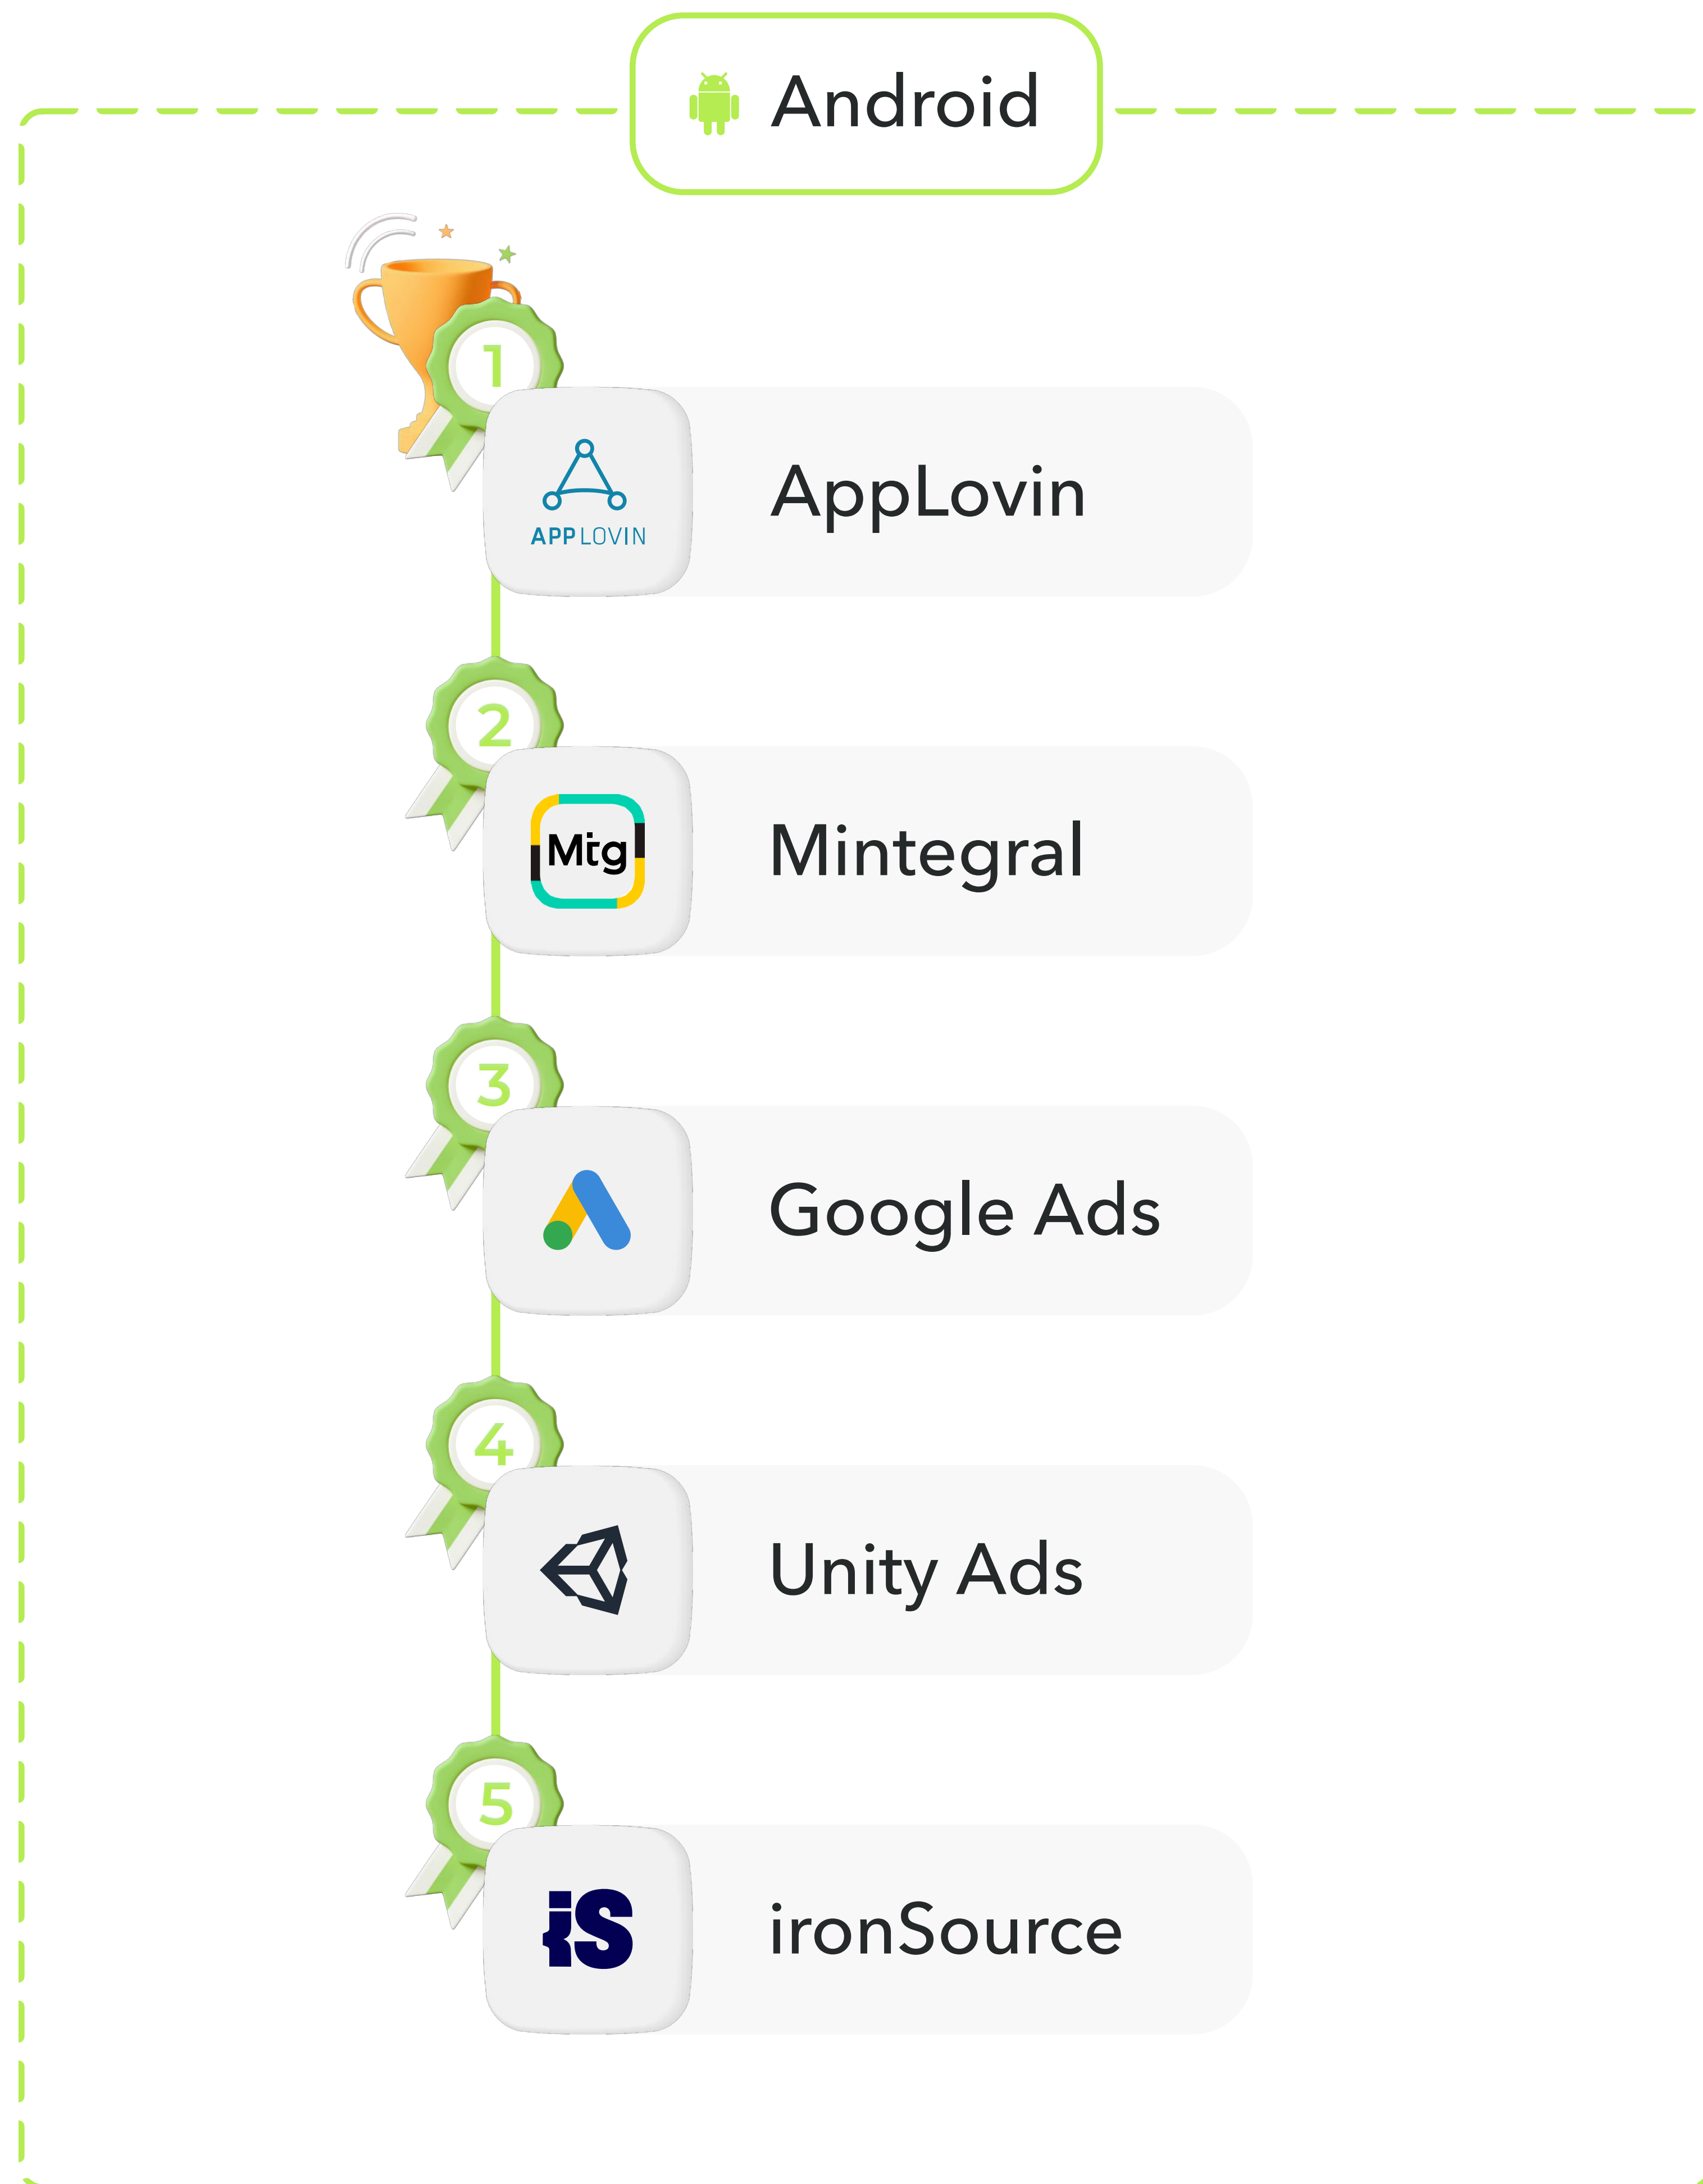 Android
1
APPLOVIN
AppLovin
2
Mtg
Mintegral
3
Google Ads
4
Unity Ads
5
iS
ironSource